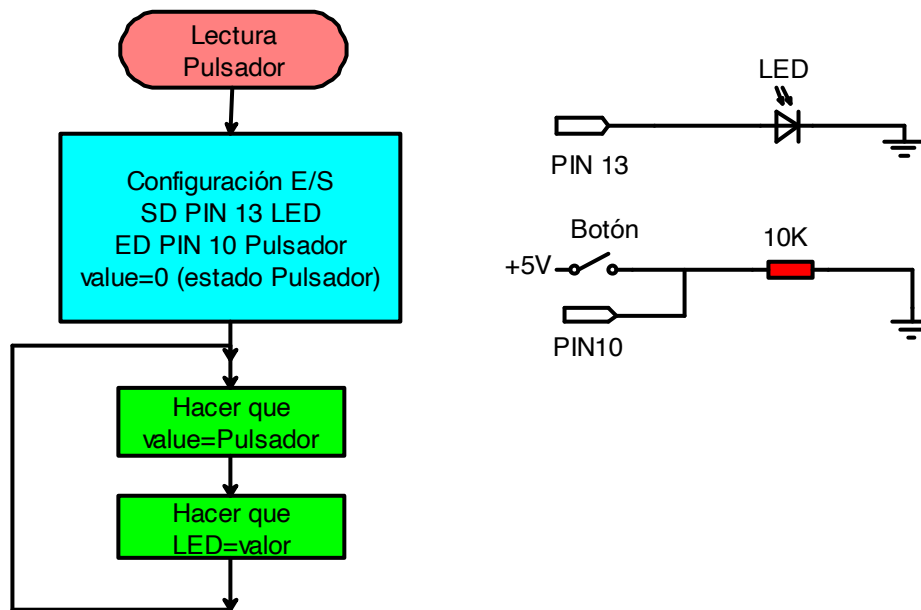 Lectura
Pulsador
Configuración E/S
SD PIN 13 LED
ED PIN 10 Pulsador
value=0 (estado Pulsador)
Hacer que
value=Pulsador
Hacer que
LED=valor
LED
PIN 13
Botón
10K
+5V
PIN10